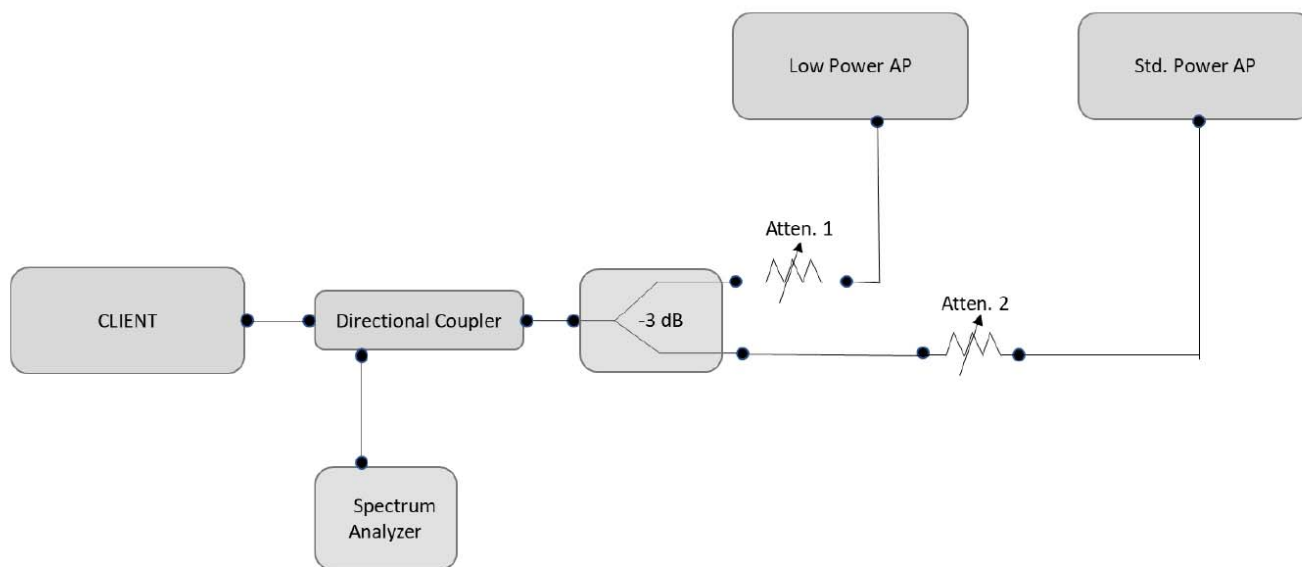 Low Power AP
Std. Power AP
Atten. 1
CLIENT
Directional Coupler
-3 dB
Atten. 2
Spectrum
Analyzer